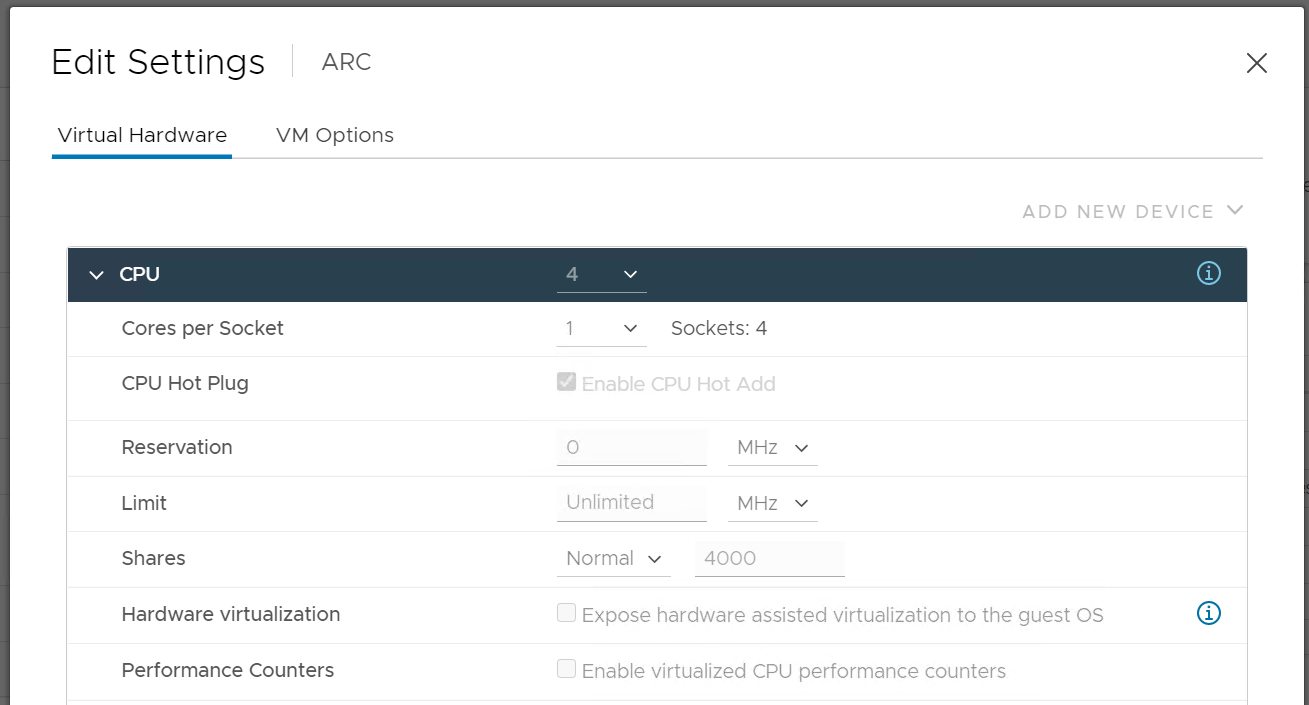 Edit Settings ARC
Virtual Hardware VM Options
ADD NEW DEVICE
CPU 4
Cores per Socket 1 Sockets: 4
CPU Hot Plug Enable CPU Hot Add
Reservation 0 MHz
Limit Unlimited MHz
Shares Normal 4000
Hardware virtualization Expose hardware assisted virtualization to the guest OS
Performance Counters Enable virtualized CPU performance counters